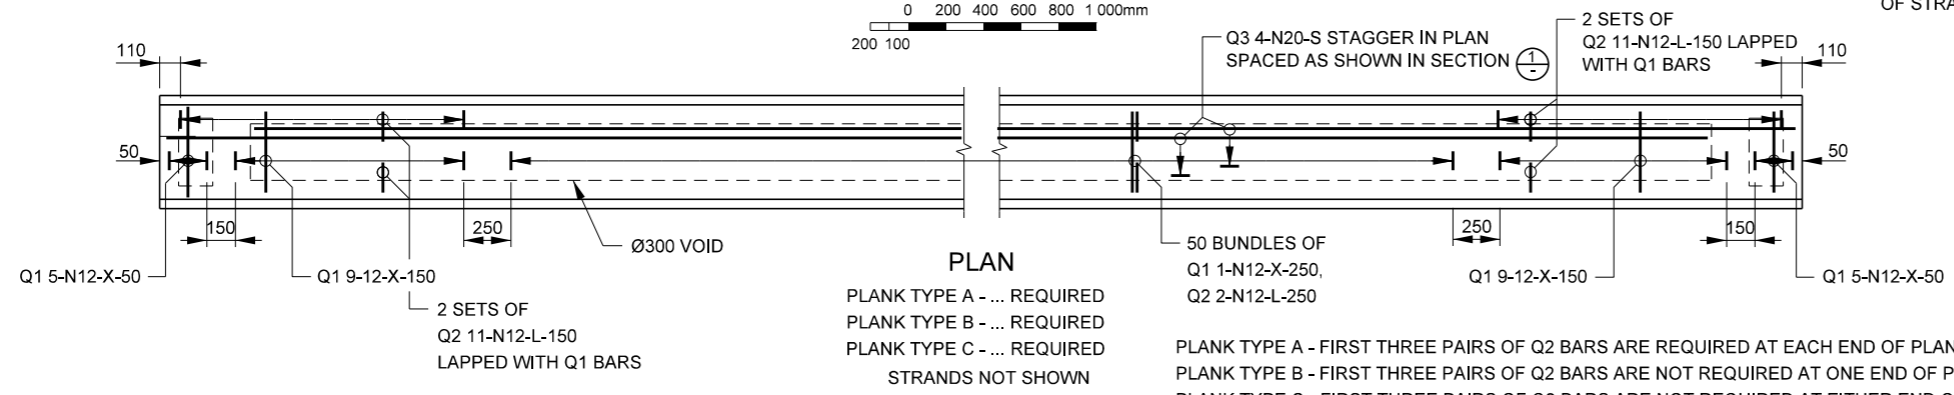 0 200 400 600 800 1 000mm
200 100
OF STRA
110
Q3 4-N20-S STAGGER IN PLAN
SPACED AS SHOWN IN SECTION
1
-
2 SETS OF
Q2 11-N12-L-150 LAPPED
WITH Q1 BARS
110
50
50
150
250
Ø300 VOID
250
150
Q1 5-N12-X-50
Q1 9-12-X-150
2 SETS OF
Q2 11-N12-L-150
LAPPED WITH Q1 BARS
PLAN
PLANK TYPE A - ... REQUIRED
PLANK TYPE B - ... REQUIRED
PLANK TYPE C - ... REQUIRED
STRANDS NOT SHOWN
50 BUNDLES OF
Q1 1-N12-X-250,
Q2 2-N12-L-250
Q1 9-12-X-150
Q1 5-N12-X-50
PLANK TYPE A - FIRST THREE PAIRS OF Q2 BARS ARE REQUIRED AT EACH END OF PLAN
PLANK TYPE B - FIRST THREE PAIRS OF Q2 BARS ARE NOT REQUIRED AT ONE END OF P